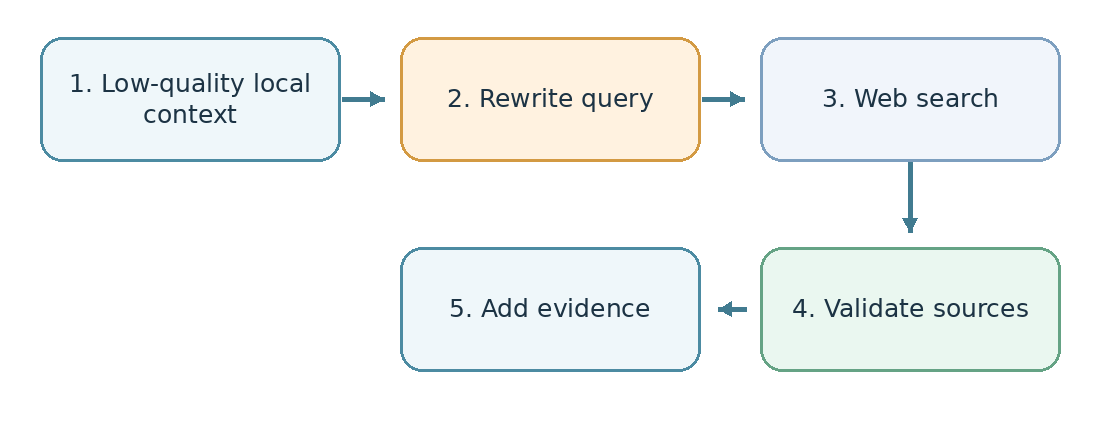 1. Low-quality local
context
2. Rewrite query
3. Web search
4. Validate sources
5. Add evidence